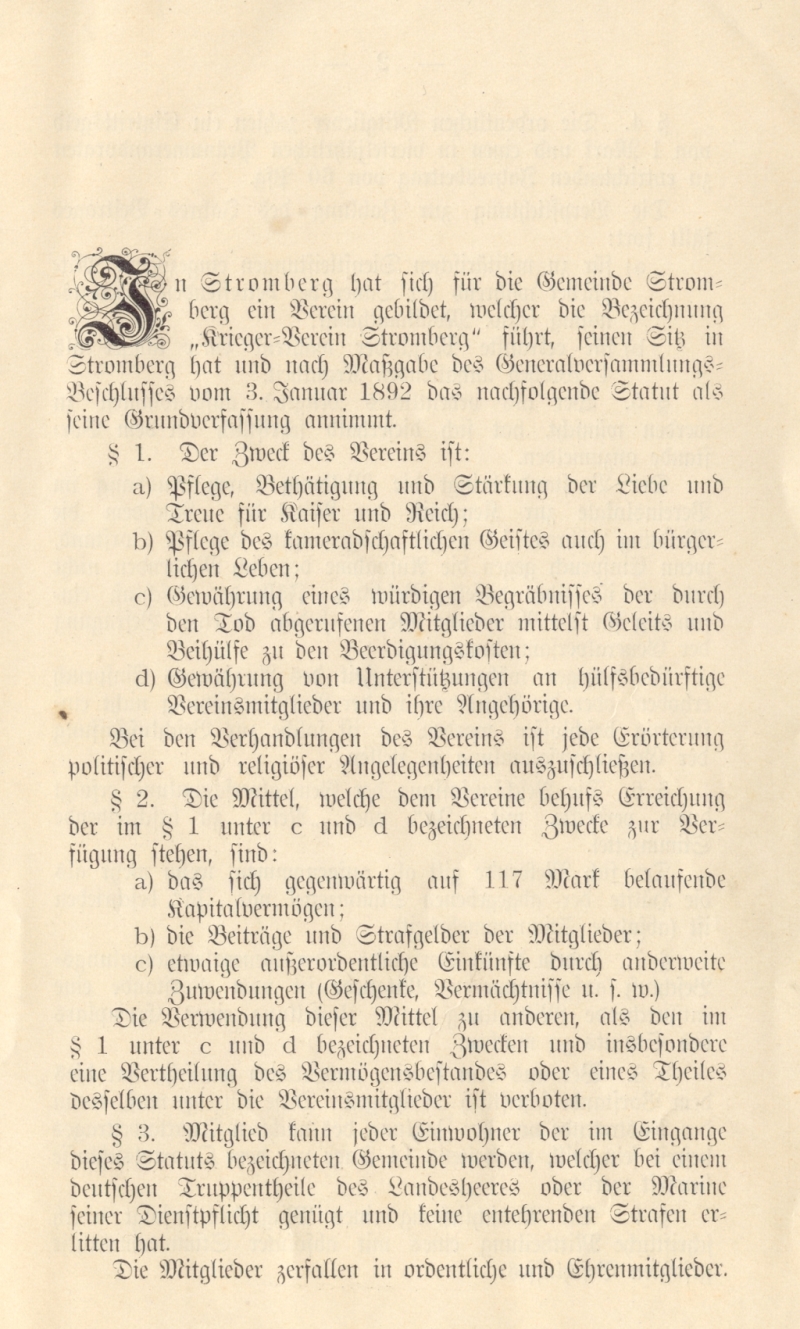 In Stromberg hat sich für die Gemeinde Strom-
berg ein Verein gebildet, welcher die Bezeichnung
„Krieger-Verein Stromberg“ führt, seinen Sitz in
Stromberg hat und nach Maßgabe des Generalversammlungs-
Beschlusses vom 3. Januar 1892 das nachfolgende Statut als
seine Grundverfassung annimmt.
§ 1. Der Zweck des Vereins ist:
a) Pflege, Bethätigung und Stärkung der Liebe und
Treue für Kaiser und Reich;
b) Pflege des kameradschaftlichen Geistes auch im bürger-
lichen Leben;
c) Gewährung eines würdigen Begräbnisses der durch
den Tod abgerufenen Mitglieder mittelst Geleits und
Beihülfe zu den Beerdigungskosten;
d) Gewährung von Unterstützungen an hülfsbedürftige
Vereinsmitglieder und ihre Angehörige.
Bei den Verhandlungen des Vereins ist jede Erörterung
politischer und religiöser Angelegenheiten auszuschließen.
§ 2. Die Mittel, welche dem Vereine behufs Erreichung
der im § 1 unter c und d bezeichneten Zwecke zur Ver-
fügung stehen, sind:
a) das sich gegenwärtig auf 117 Mark belaufende
Kapitalvermögen;
b) die Beiträge und Strafgelder der Mitglieder;
c) etwaige außerordentliche Einkünfte durch anderweite
Zuwendungen (Geschenke, Vermächtnisse u. s. w.)
Die Verwendung dieser Mittel zu anderen, als den im
§ 1 unter c und d bezeichneten Zwecken und insbesondere
eine Vertheilung des Vermögensbestandes oder eines Theiles
desselben unter die Vereinsmitglieder ist verboten.
§ 3. Mitglied kann jeder Einwohner der im Eingange
dieses Statuts bezeichneten Gemeinde werden, welcher bei einem
deutschen Truppentheile des Landesheeres oder der Marine
seiner Dienstpflicht genügt und keine entehrenden Strafen er-
litten hat.
Die Mitglieder zerfallen in ordentliche und Ehrenmitglieder.